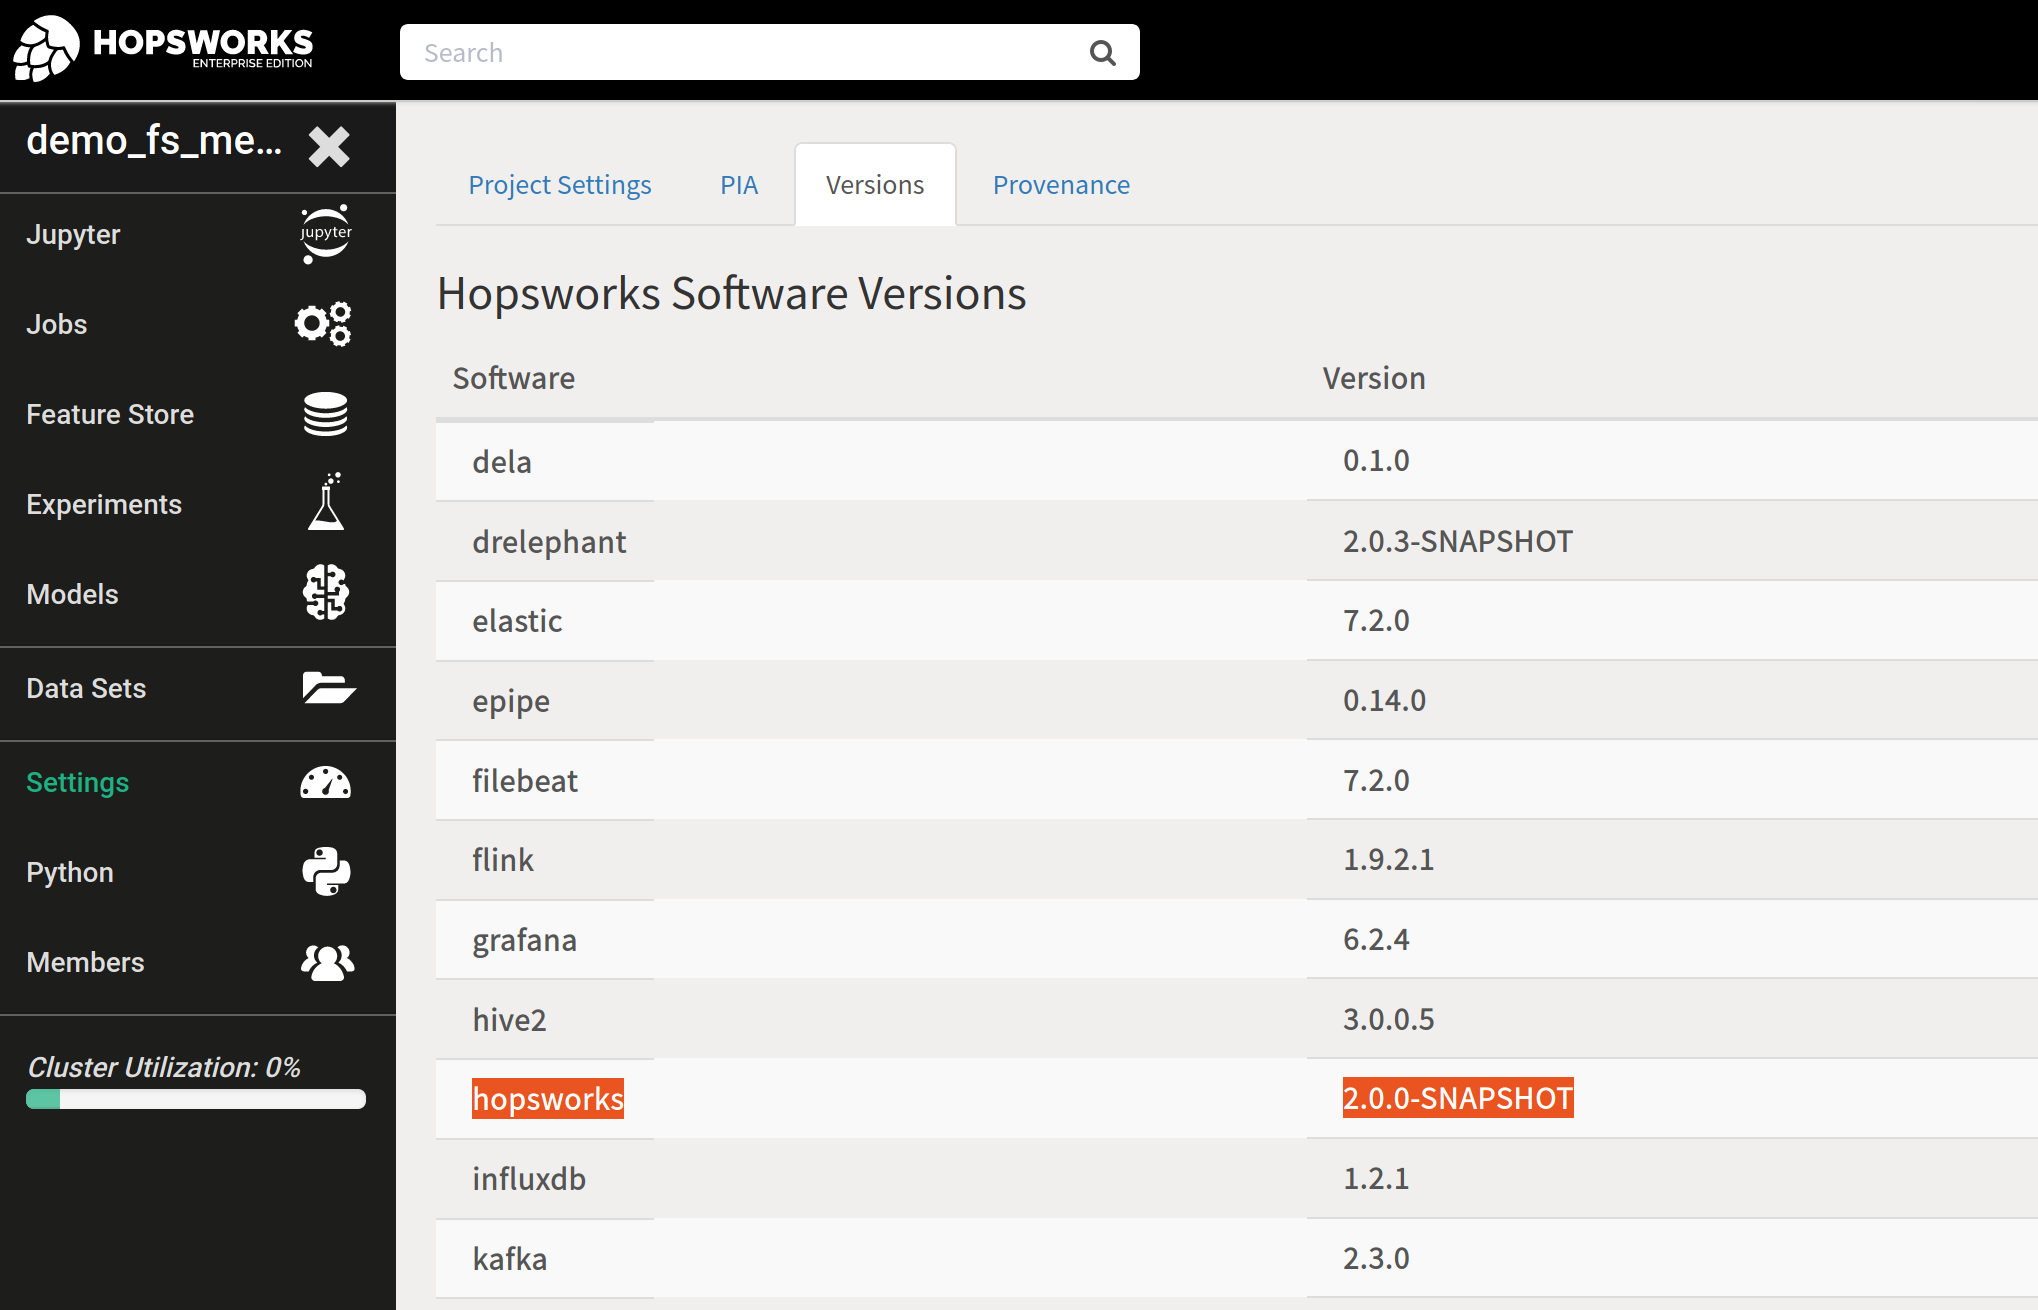 HOPSWORKS
ENTERPRISE EDITION
Search
demo_fs_me...
Jupyter
jupyter
Jobs
Feature Store
Experiments
Models
Data Sets
Settings
Python
Members
Cluster Utilization: 0%
Project Settings PIA Versions Provenance
Hopsworks Software Versions
Software Version
dela 0.1.0
drelephant 2.0.3-SNAPSHOT
elastic 7.2.0
epipe 0.14.0
filebeat 7.2.0
flink 1.9.2.1
grafana 6.2.4
hive2 3.0.0.5
hopsworks 2.0.0-SNAPSHOT
influxdb 1.2.1
kafka 2.3.0